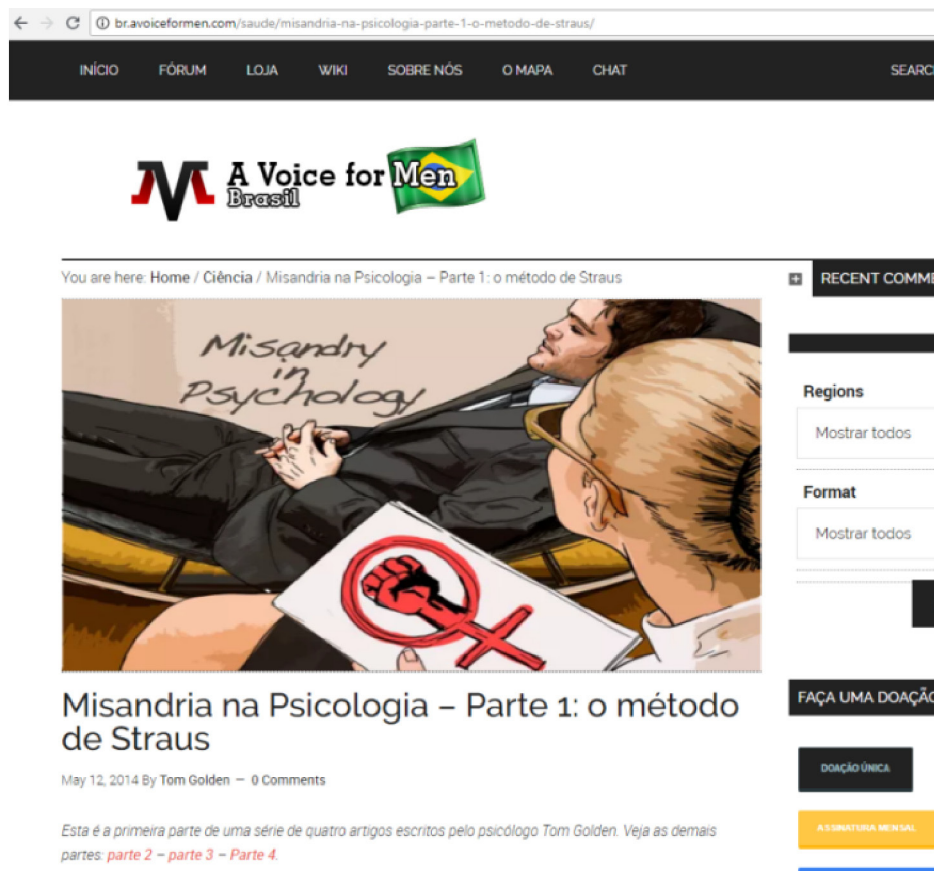 br.avoiceformen.com/saude/misandria-na-psicologia-parte-1-o-metodo-de-straus/
INÍCIO FÓRUM LOJA WIKI SOBRE NÓS O MAPA CHAT SEARC
A Voice for Men
Brasil
You are here: Home / Ciência / Misandria na Psicologia – Parte 1: o método de Straus
RECENT COMME
Misandry
in
Psychology
Regions
Mostrar todos
Format
Mostrar todos
Misandria na Psicologia – Parte 1: o método
de Straus
FAÇA UMA DOAÇÃO
May 12, 2014 By Tom Golden — 0 Comments
DOAÇÃO ÚNICA
Esta é a primeira parte de uma série de quatro artigos escritos pelo psicólogo Tom Golden. Veja as demais
partes: parte 2 – parte 3 – Parte 4.
ASSINATURA MENSAL